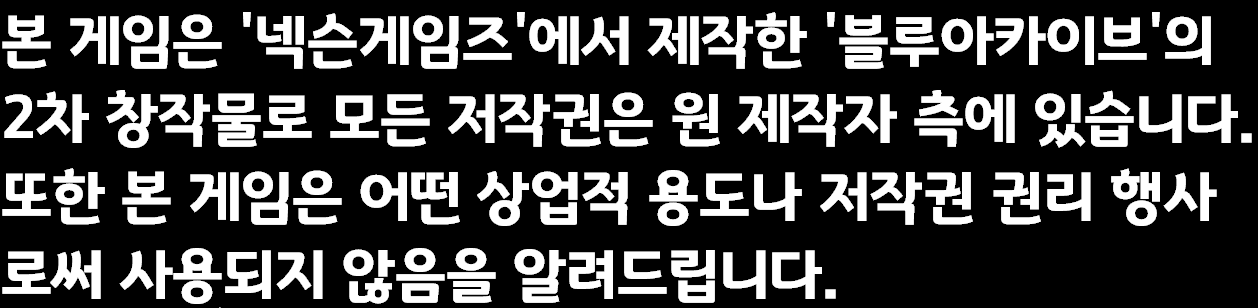 본 게임은 '넥슨게임즈'에서 제작한 '블루아카이브'의
2차 창작물로 모든 저작권은 원 제작자 측에 있습니다.
또한 본 게임은 어떤 상업적 용도나 저작권 권리 행사
로써 사용되지 않음을 알려드립니다.